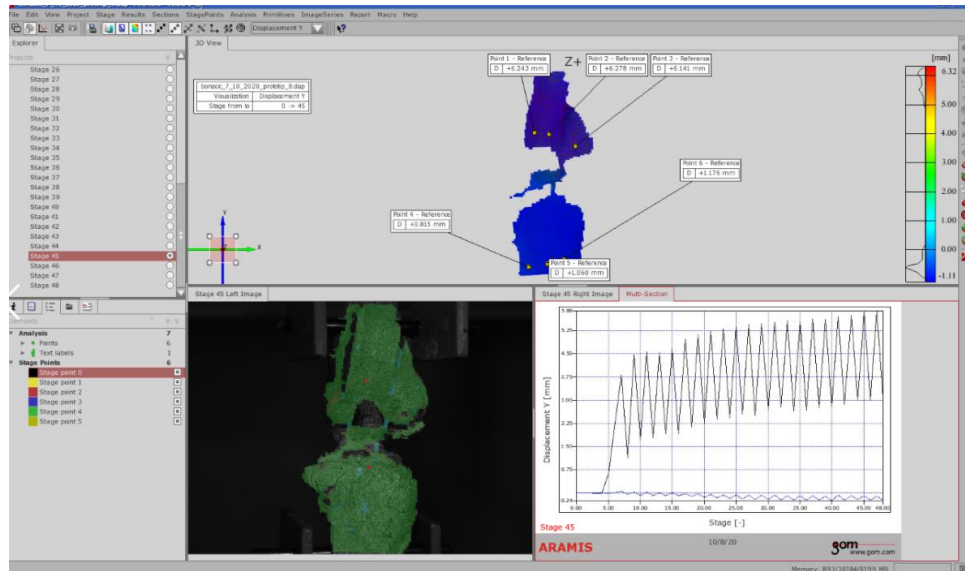 File Edit View Project Stage Results Sections StagePoints Analysis Primitives ImageSeries Report Macro Help
Displacement Y
Explorer
Stage 26
Stage 27
Stage 28
Stage 29
Stage 30
Stage 31
Stage 32
Stage 33
Stage 34
Stage 35
Stage 36
Stage 37
Stage 38
Stage 39
Stage 40
Stage 41
Stage 42
Stage 43
Stage 44
Stage 45
Stage 46
Stage 47
Stage 48
Analysis 7
Points 6
Text labels 1
Stage Points 6
Stage point 0
Stage point 1
Stage point 2
Stage point 3
Stage point 4
Stage point 5
3D View
Visualization Displacement Y
Stage from to 0 -> 45
Point 1 - Reference
D +6.243 mm
Z+
Point 2 - Reference
D +6.278 mm
Point 3 - Reference
D +6.141 mm
Point 6 - Reference
D +1.176 mm
Point 4 - Reference
D +0.815 mm
Point 5 - Reference
D +1.060 mm
Y
X
[mm]
6.32
5.00
4.00
3.00
2.00
1.00
0.00
-1.11
Stage 45 Left Image
Stage 45 Right Image
Multi-Section
Displacement Y [mm]
5.25
4.50
3.75
3.00
2.25
1.50
0.75
0.00 5.00 10.00 15.00 20.00 25.00 30.00 35.00 40.00 45.00 48.00
Stage [-]
Stage 45
ARAMIS
10/8/20
gom
www.gom.com